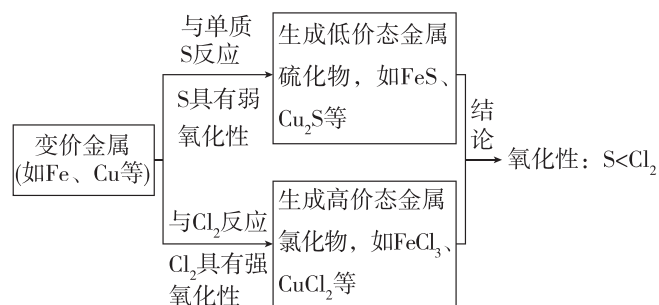 与单质
S反应
S具有弱
氧化性
生成低价态金属
硫化物，如FeS、
Cu₂S等
变价金属
(如Fe、Cu等)
结论
氧化性：S<Cl₂
与Cl₂反应
Cl₂具有强
氧化性
生成高价态金属
氯化物，如FeCl₃、
CuCl₂等